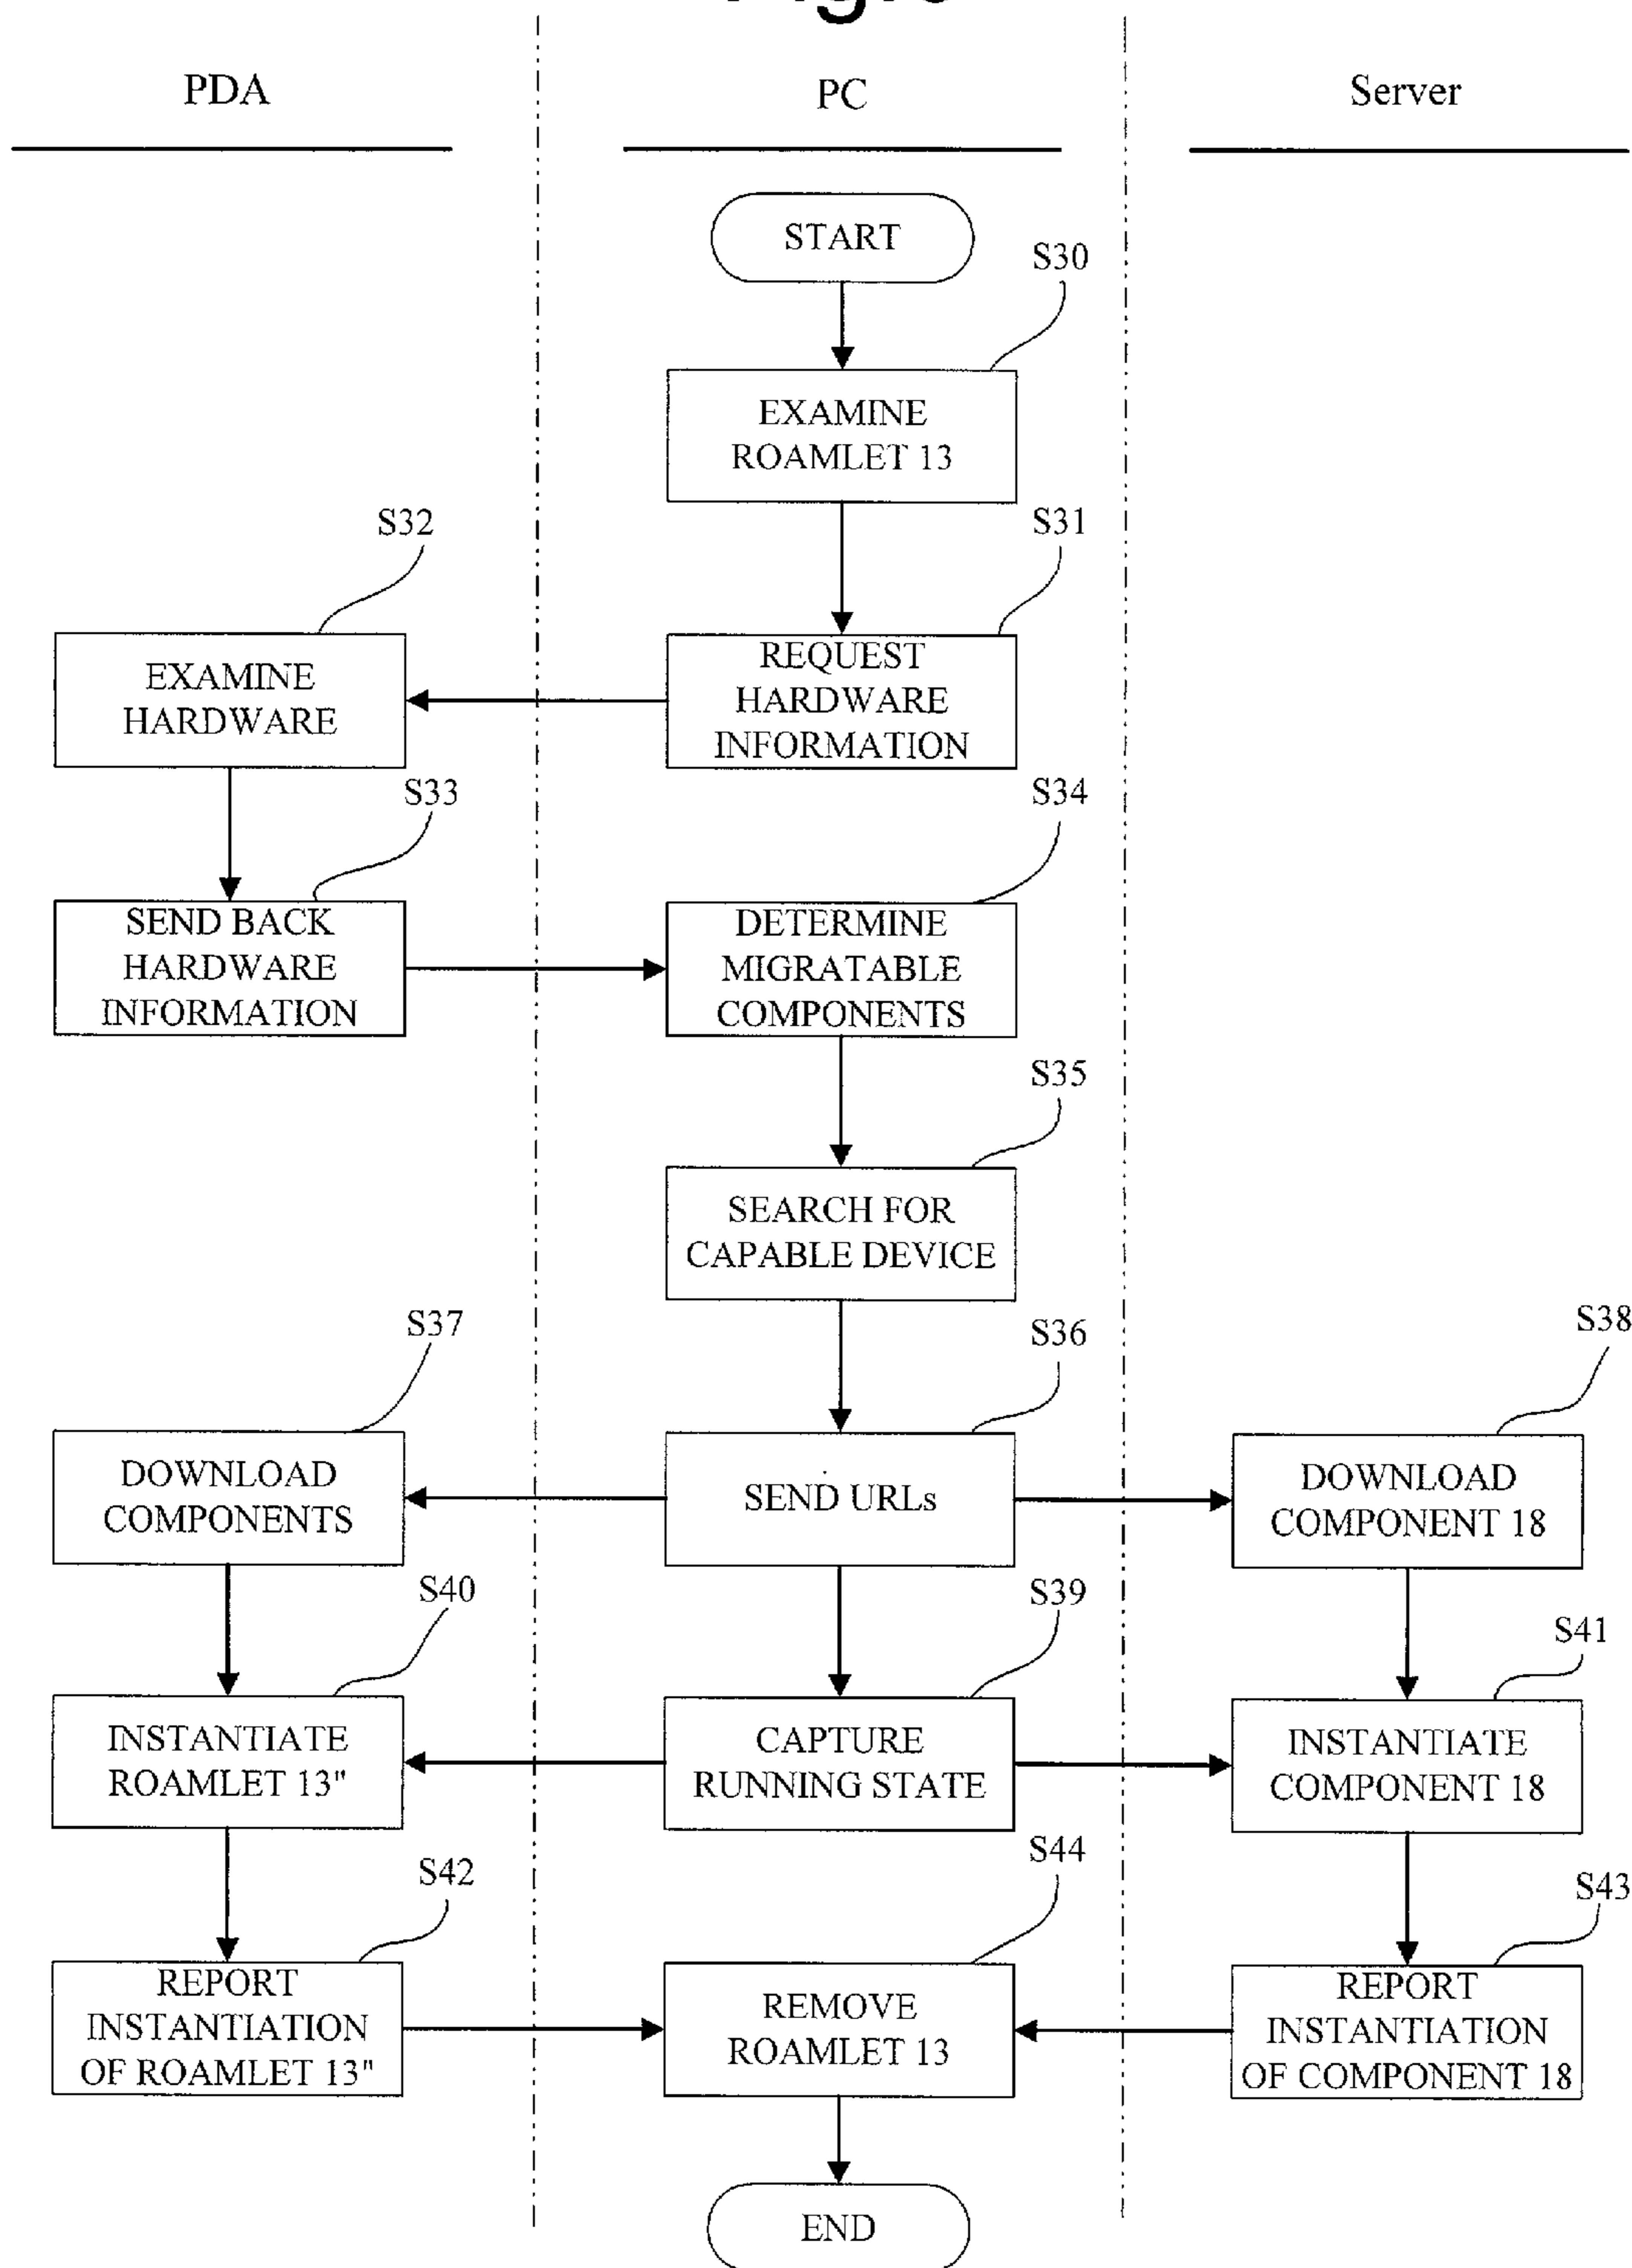 PDA
PC
Server
START
S30
EXAMINE
ROAMLET 13
S31
REQUEST
HARDWARE
INFORMATION
S32
EXAMINE
HARDWARE
S33
SEND BACK
HARDWARE
INFORMATION
S34
DETERMINE
MIGRATABLE
COMPONENTS
S35
SEARCH FOR
CAPABLE DEVICE
S36
SEND URLs
S37
DOWNLOAD
COMPONENTS
S38
DOWNLOAD
COMPONENT 18
S39
CAPTURE
RUNNING STATE
S40
INSTANTIATE
ROAMLET 13"
S41
INSTANTIATE
COMPONENT 18
S42
REPORT
INSTANTIATION
OF ROAMLET 13"
S43
REPORT
INSTANTIATION
OF COMPONENT 18
S44
REMOVE
ROAMLET 13
END